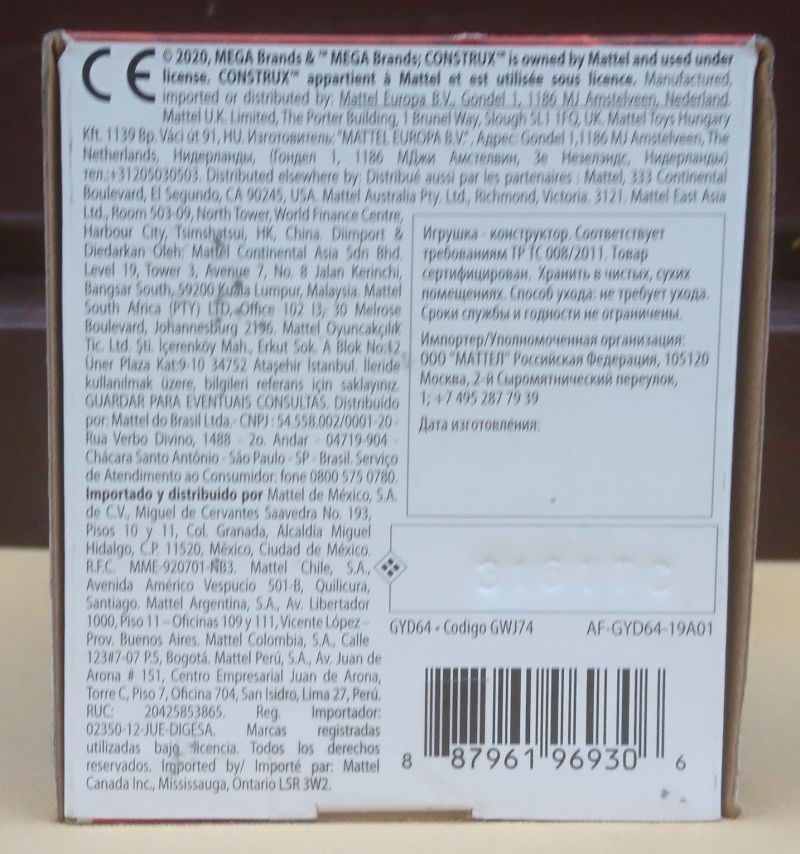 CE © 2020, MEGA Brands & ™ MEGA Brands; CONSTRUX™ is owned by Mattel and used under
license. CONSTRUX™ appartient à Mattel et est utilisée sous licence. Manufactured,
imported or distributed by: Mattel Europa B.V., Gondel 1, 1186 MJ Amstelveen, Nederland.
Mattel U.K. Limited, The Porter Building, 1 Brunel Way, Slough SL1 1FQ, UK. Mattel Toys Hungary
Kft. 1139 Bp. Váci út 91, HU. Изготовитель: "MATTEL EUROPA B.V.", Адрес: Gondel 1,1186 MJ Amstelveen, The
Netherlands, Нидерланды, (Гондел 1, 1186 МДжи Амстелвин, Зе Незелэндс, Нидерланды)
тел.:+31205030503. Distributed elsewhere by: Distribué aussi par les partenaires : Mattel, 333 Continental
Boulevard, El Segundo, CA 90245, USA. Mattel Australia Pty. Ltd., Richmond, Victoria. 3121. Mattel East Asia
Ltd., Room 503-09, North Tower, World Finance Centre,
Harbour City, Tsimshatsui, HK, China. Diimport &
Diedarkan Oleh: Mattel Continental Asia Sdn Bhd.
Level 19, Tower 3, Avenue 7, No. 8 Jalan Kerinchi,
Bangsar South, 59200 Kuala Lumpur, Malaysia. Mattel
South Africa (PTY) LTD, Office 102 I3, 30 Melrose
Boulevard, Johannesburg 2196. Mattel Oyuncakçılık
Tic. Ltd. Şti. İçerenköy Mah., Erkut Sok. A Blok No:12
Üner Plaza Kat:9-10 34752 Ataşehir İstanbul. İleride
kullanılmak üzere, bilgileri referans için saklayınız.
GUARDAR PARA EVENTUAIS CONSULTAS. Distribuído
por: Mattel do Brasil Ltda.- CNPJ : 54.558.002/0001-20 -
Rua Verbo Divino, 1488 - 2o. Andar - 04719-904 -
Chácara Santo Antônio - São Paulo - SP - Brasil. Serviço
de Atendimento ao Consumidor: fone 0800 575 0780.
Importado y distribuido por Mattel de México, S.A.
de C.V., Miguel de Cervantes Saavedra No. 193,
Pisos 10 y 11, Col. Granada, Alcaldía Miguel
Hidalgo, C.P. 11520, México, Ciudad de México.
R.F.C. MME-920701-NB3. Mattel Chile, S.A.,
Avenida Américo Vespucio 501-B, Quilicura,
Santiago. Mattel Argentina, S.A., Av. Libertador
1000, Piso 11 – Oficinas 109 y 111, Vicente López –
Prov. Buenos Aires. Mattel Colombia, S.A., Calle
123#7-07 P.5, Bogotá. Mattel Perú, S.A., Av. Juan de
Arona # 151, Centro Empresarial Juan de Arona,
Torre C, Piso 7, Oficina 704, San Isidro, Lima 27, Perú.
RUC: 20425853865. Reg. Importador:
02350-12-JUE-DIGESA. Marcas registradas
utilizadas bajo licencia. Todos los derechos
reservados. Imported by/ Importé par: Mattel
Canada Inc., Mississauga, Ontario L5R 3W2.
Игрушка - конструктор. Соответствует
требованиям ТР ТС 008/2011. Товар
сертифицирован. Хранить в чистых, сухих
помещениях. Способ ухода: не требует ухода.
Сроки службы и годности не ограничены.
Импортер/Уполномоченная организация:
ООО "МАТТЕЛ" Российская Федерация, 105120
Москва, 2-й Сыромятнический переулок,
1; +7 495 287 79 39
Дата изготовления:
3161TC
GYD64 • Codigo GWJ74 AF-GYD64-19A01
8 87961 96930 6